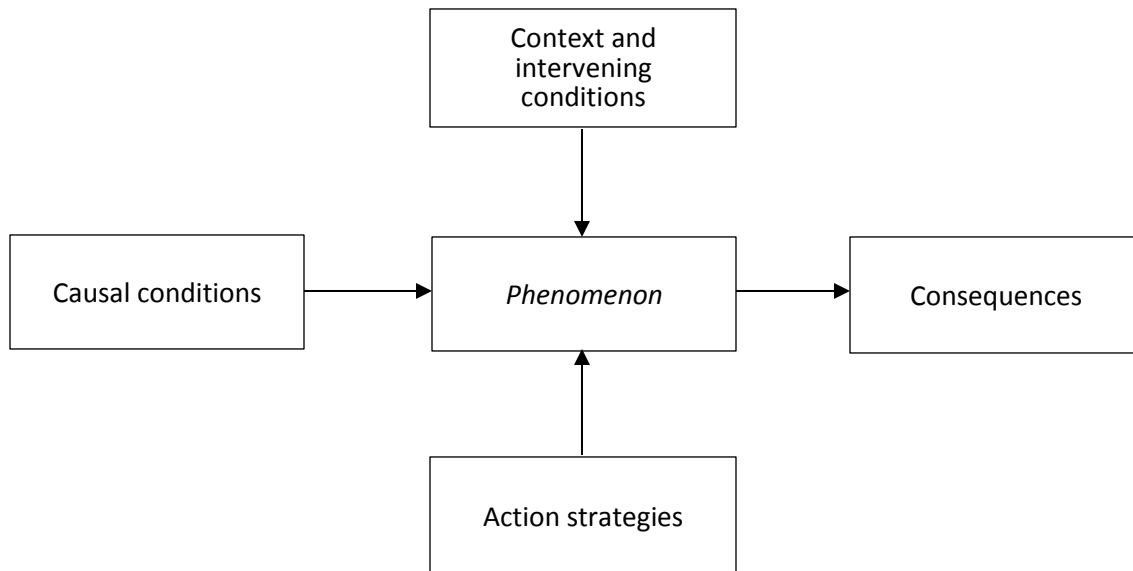 Context and
intervening
conditions
Causal conditions
Phenomenon
Consequences
Action strategies